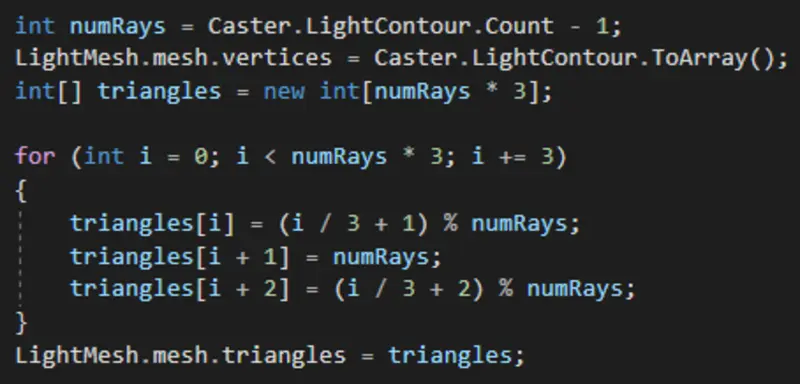 int numRays = Caster.LightContour.Count - 1;
LightMesh.mesh.vertices = Caster.LightContour.ToArray();
int[] triangles = new int[numRays * 3];
for (int i = 0; i < numRays * 3; i += 3)
{
triangles[i] = (i / 3 + 1) % numRays;
triangles[i + 1] = numRays;
triangles[i + 2] = (i / 3 + 2) % numRays;
}
LightMesh.mesh.triangles = triangles;